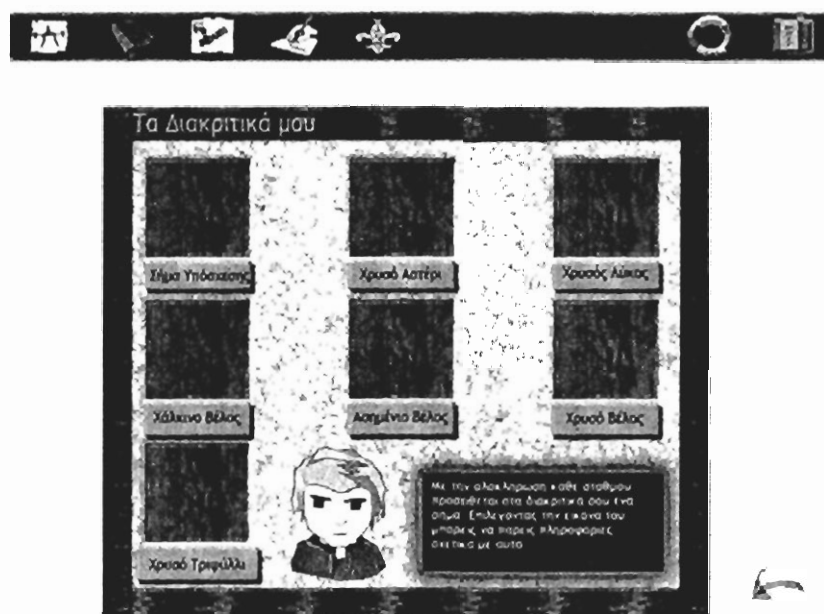 Τα Διακριτικά μου
Σήμα Υπόσχεσης
Χρυσό Αστέρι
Χρυσός Λύκος
Χάλκινο Βέλος
Ασημένιο Βέλος
Χρυσό Βέλος
Χρυσό Τριφύλλι
Με την ολοκλήρωση κάθε σταθμού
προστίθεται στα διακριτικά σου ένα
σήμα. Επιλέγοντας την εικόνα του
μπορείς να πάρεις πληροφορίες
σχετικά με αυτό